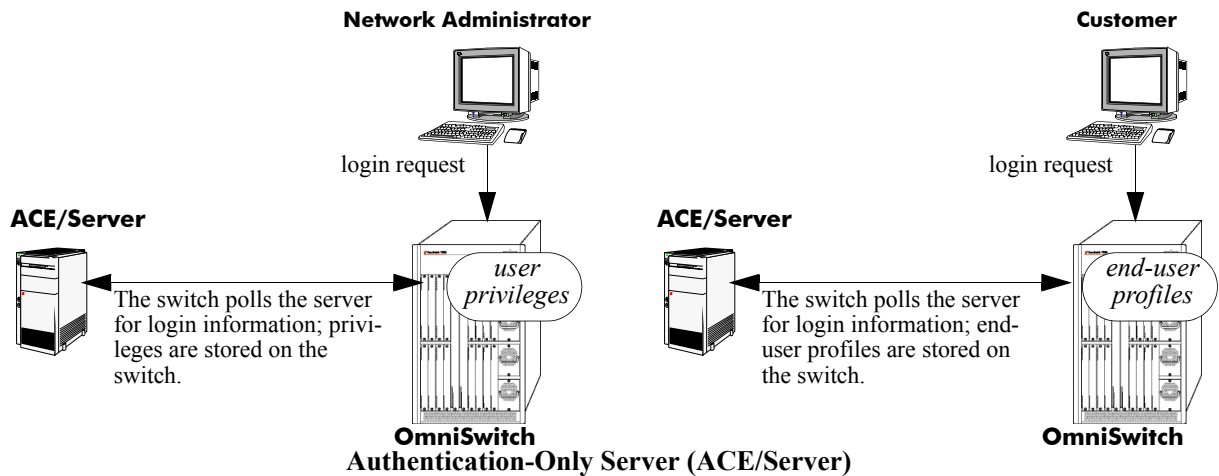 Network Administrator
Customer
login request
login request
ACE/Server
ACE/Server
user
privileges
end-user
profiles
The switch polls the server
for login information; privi-
leges are stored on the
switch.
The switch polls the server
for login information; end-
user profiles are stored on
the switch.
OmniSwitch
OmniSwitch
Authentication-Only Server (ACE/Server)